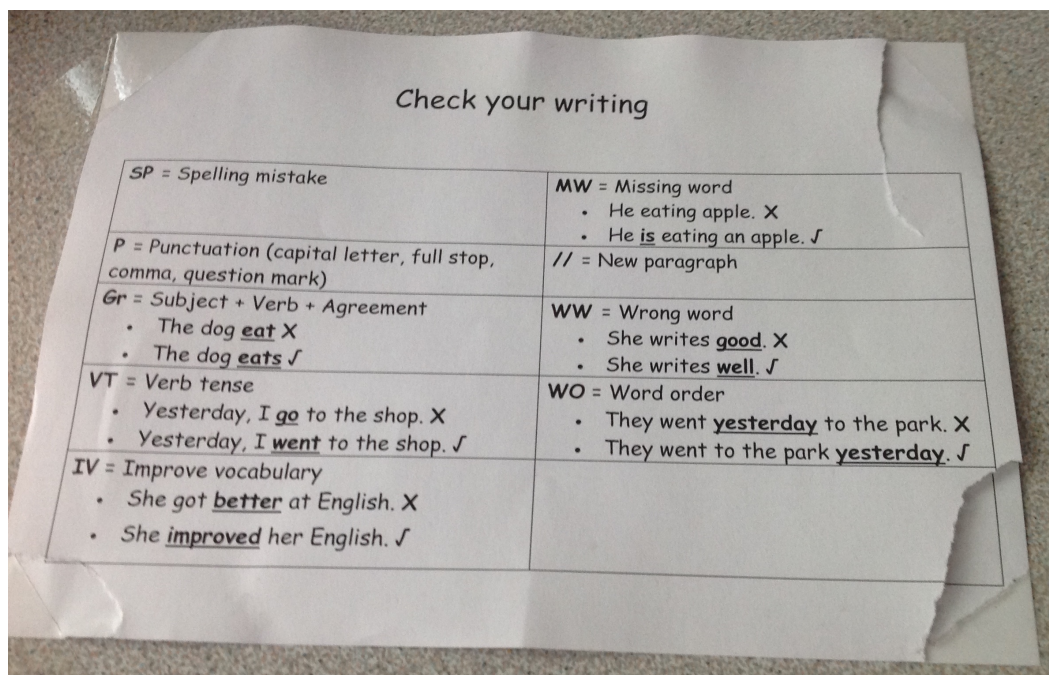 Check your writing
SP = Spelling mistake
P = Punctuation (capital letter, full stop,
comma, question mark)
Gr = Subject + Verb + Agreement
• The dog eat X
• The dog eats √
VT = Verb tense
• Yesterday, I go to the shop. X
• Yesterday, I went to the shop. √
IV = Improve vocabulary
• She got better at English. X
• She improved her English. √
MW = Missing word
• He eating apple. X
• He is eating an apple. √
// = New paragraph
WW = Wrong word
• She writes good. X
• She writes well. √
WO = Word order
• They went yesterday to the park. X
• They went to the park yesterday. √